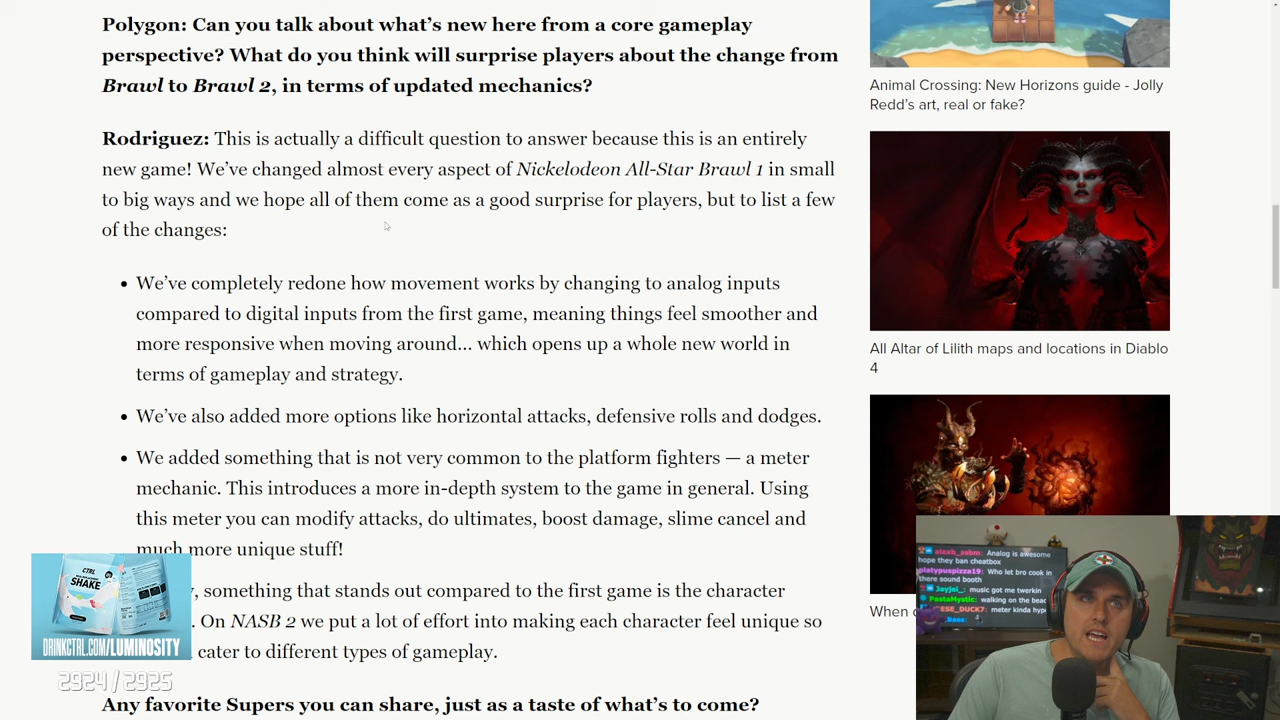 Polygon: Can you talk about what's new here from a core gameplay
perspective? What do you think will surprise players about the change from
Brawl to Brawl 2, in terms of updated mechanics?
Rodriguez: This is actually a difficult question to answer because this is an entirely
new game! We've changed almost every aspect of Nickelodeon All-Star Brawl 1 in small
to big ways and we hope all of them come as a good surprise for players, but to list a few
of the changes:
• We've completely redone how movement works by changing to analog inputs
compared to digital inputs from the first game, meaning things feel smoother and
more responsive when moving around... which opens up a whole new world in
terms of gameplay and strategy.
• We've also added more options like horizontal attacks, defensive rolls and dodges.
• We added something that is not very common to the platform fighters — a meter
mechanic. This introduces a more in-depth system to the game in general. Using
this meter you can modify attacks, do ultimates, boost damage, slime cancel and
much more unique stuff!
, something that stands out compared to the first game is the character
. On NASB 2 we put a lot of effort into making each character feel unique so
cater to different types of gameplay.
Any favorite Supers you can share, just as a taste of what's to come?
Animal Crossing: New Horizons guide - Jolly
Redd's art, real or fake?
All Altar of Lilith maps and locations in Diablo
4
When
CTRL
SHAKE
DRINKCTRL.COM/LUMINOSITY
2924/2925
alexb_ssbm: Analog is awesome
hope they ban cheatbox
platypuspizza19: Who let bro cook in
there sound booth
Jayjei_: music got me twerkin
PastaMystic: walking on the beac
ESE_DUCK7: meter kinda hyp
Bass: